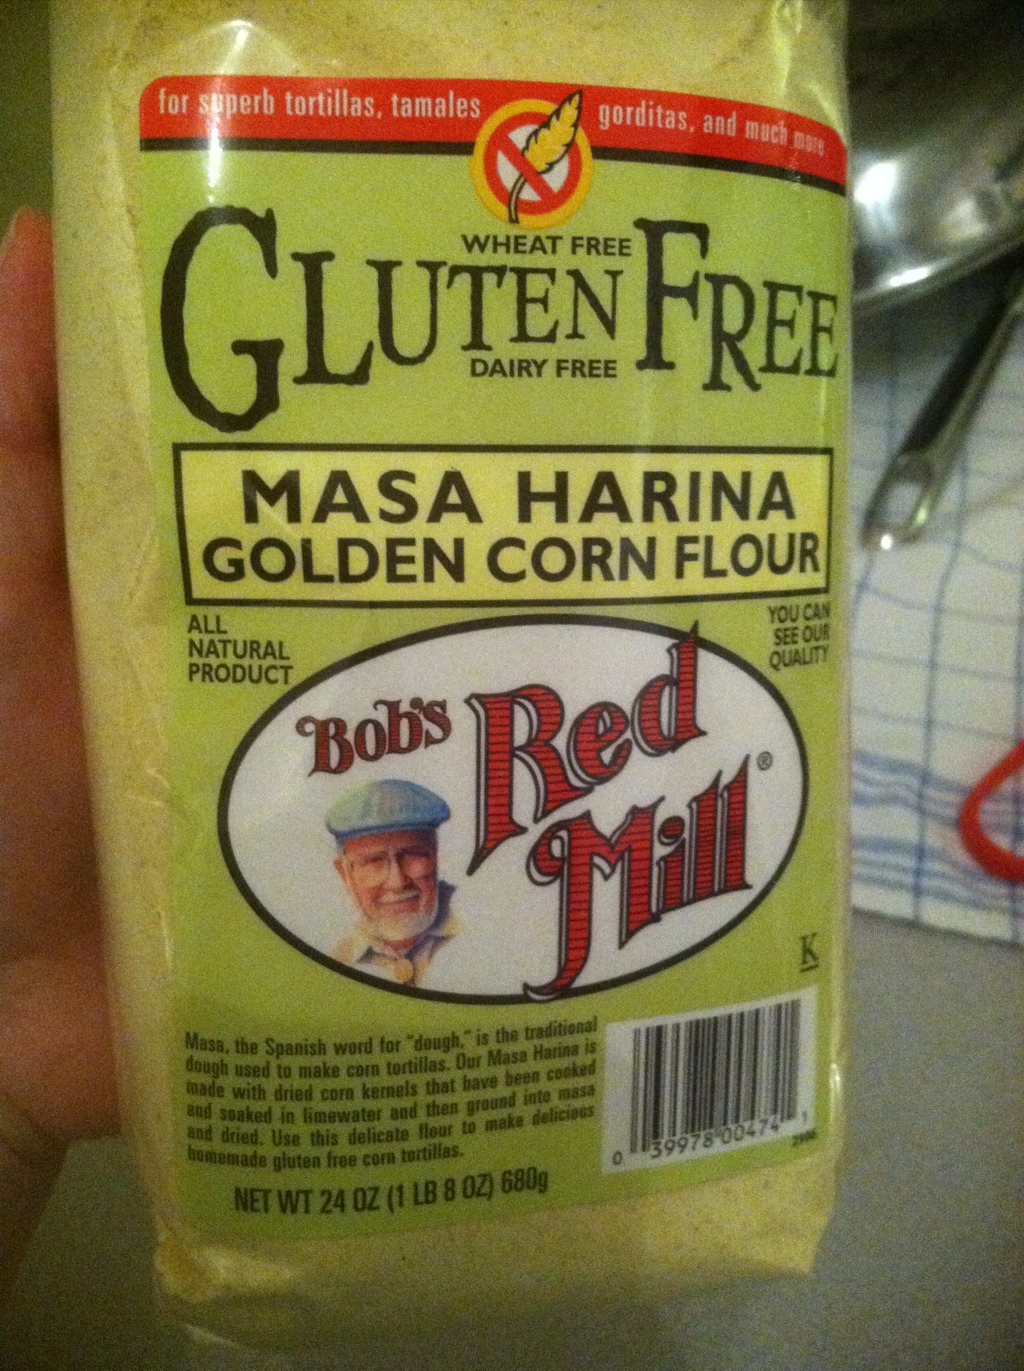 for superb tortillas, tamales gorditas, and much more
WHEAT FREE
GLUTEN FREE
DAIRY FREE
MASA HARINA
GOLDEN CORN FLOUR
ALL
NATURAL
PRODUCT
YOU CAN
SEE OUR
QUALITY
Bob's
Red
Mill®
K
Masa, the Spanish word for "dough," is the traditional
dough used to make corn tortillas. Our Masa Harina is
made with dried corn kernels that have been cooked
and soaked in limewater and then ground into masa
and dried. Use this delicate flour to make delicious
homemade gluten free corn tortillas.
NET WT 24 OZ (1 LB 8 OZ) 680g
0 39978 00474 1